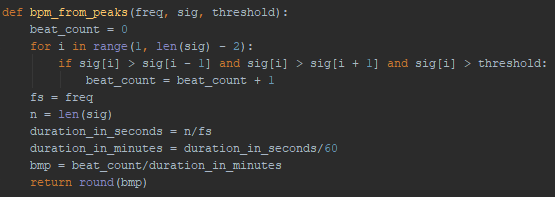 def bpm_from_peaks(freq, sig, threshold):
    beat_count = 0
    for i in range(1, len(sig) - 2):
        if sig[i] > sig[i - 1] and sig[i] > sig[i + 1] and sig[i] > threshold:
            beat_count = beat_count + 1
    fs = freq
    n = len(sig)
    duration_in_seconds = n/fs
    duration_in_minutes = duration_in_seconds/60
    bmp = beat_count/duration_in_minutes
    return round(bmp)